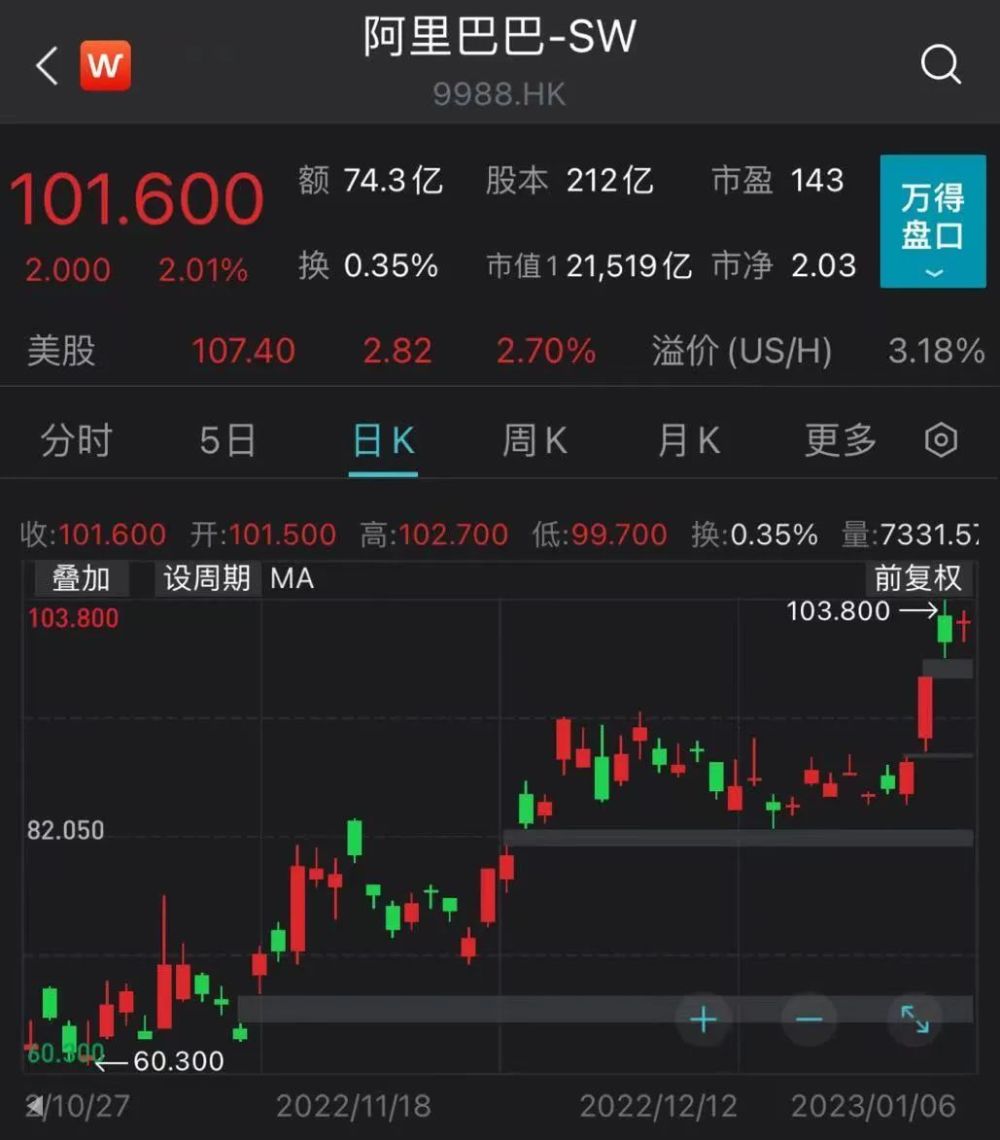 阿里巴巴-SW
W
9988.HK
101.600 额 74.3亿 股本 212亿 市盈 143 万得
盘口
2.000 2.01% 换 0.35% 市值1 21,519亿 市净 2.03
美股 107.40 2.82 2.70% 溢价 (US/H) 3.18%
分时 5日 日K 周K 月K 更多
收:101.600 开:101.500 高:102.700 低:99.700 换:0.35% 量:7331.57
叠加 设周期 MA 前复权
103.800 103.800
82.050
60.300 60.300
2/10/27 2022/11/18 2022/12/12 2023/01/06